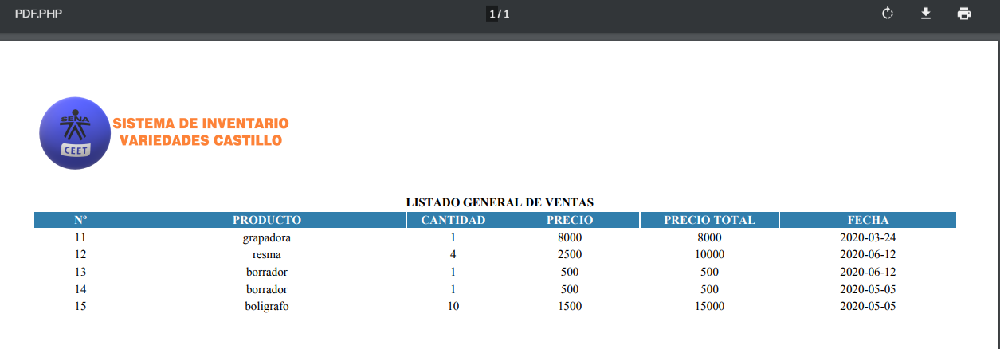 PDF.PHP 1 / 1
SENA
CEET
SISTEMA DE INVENTARIO
VARIEDADES CASTILLO
LISTADO GENERAL DE VENTAS
Nº PRODUCTO CANTIDAD PRECIO PRECIO TOTAL FECHA
11 grapadora 1 8000 8000 2020-03-24
12 resma 4 2500 10000 2020-06-12
13 borrador 1 500 500 2020-06-12
14 borrador 1 500 500 2020-05-05
15 boligrafo 10 1500 15000 2020-05-05